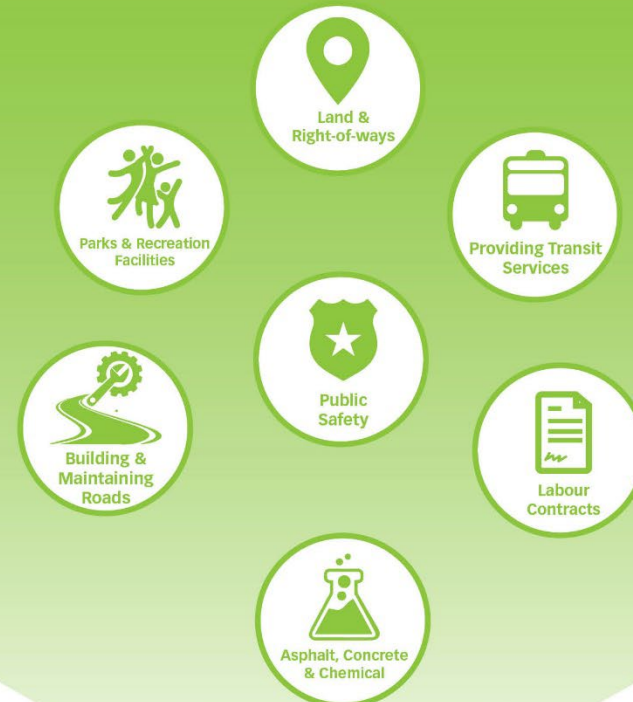 Land &
Right-of-ways
Parks & Recreation
Facilities
Providing Transit
Services
Public
Safety
Building &
Maintaining
Roads
Labour
Contracts
Asphalt, Concrete
& Chemical